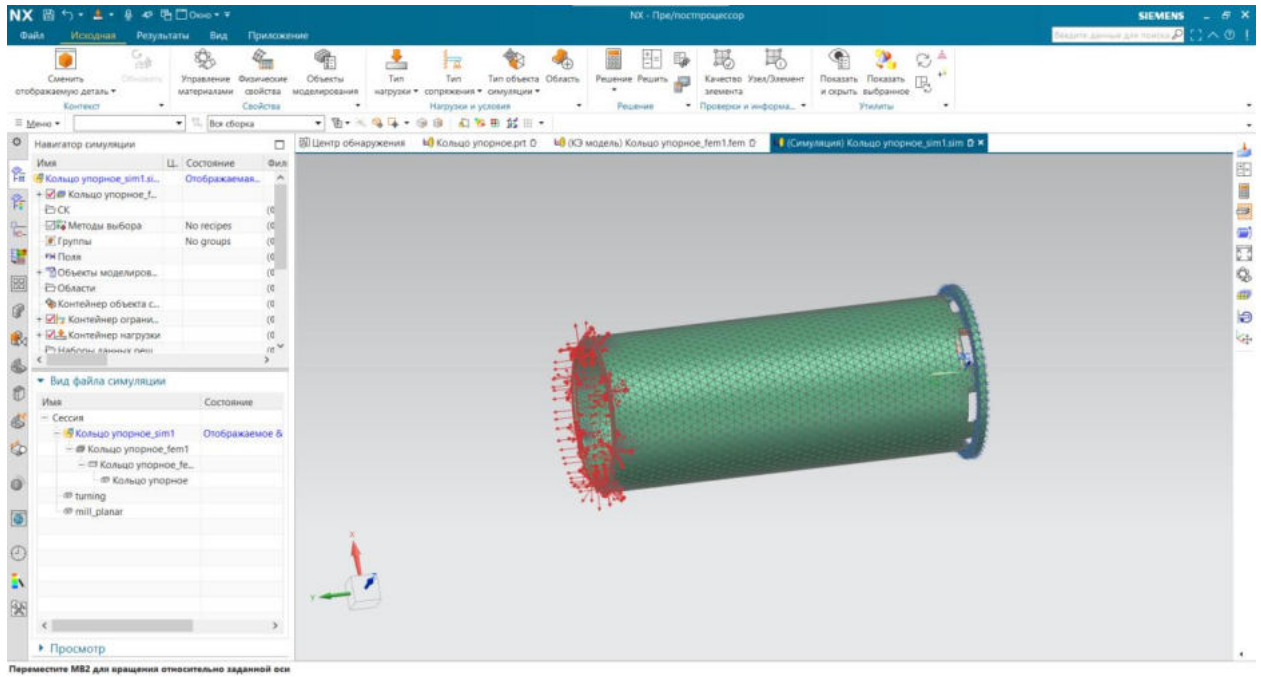 NX Окно NX - Пре/постпроцессор SIEMENS
Файл Исходная Результаты Вид Приложение Введите данные для поиска
Сменить отображаемую деталь
Обновить
Управление материалами
Физические свойства
Объекты моделирования
Тип нагрузки
Тип сопряжения
Тип объекта симуляции
Область
Решение
Решить
Качество элемента
Узел/Элемент
Показать и скрыть
Показать выбранное
Контекст Свойства Нагрузки и условия Решение Проверки и информа... Утилиты
Меню Вся сборка
Навигатор симуляции
Центр обнаружения Кольцо упорное.prt (КЭ модель) Кольцо упорное_fem1.fem (Симуляция) Кольцо упорное_sim1.sim
Имя Ц.. Состояние Фил
Кольцо упорное_sim1.si... Отображаемая...
+ Кольцо упорное_f...
СК
Методы выбора No recipes
Группы No groups
Поля
+ Объекты моделиров...
Области
Контейнер объекта с...
+ Контейнер ограни...
+ Контейнер нагрузки
Вид файла симуляции
Имя Состояние
− Сессия
− Кольцо упорное_sim1 Отображаемое &
− Кольцо упорное_fem1
− Кольцо упорное_fe...
Кольцо упорное
turning
mill_planar
X
Y
Просмотр
Переместите MB2 для вращения относительно заданной оси